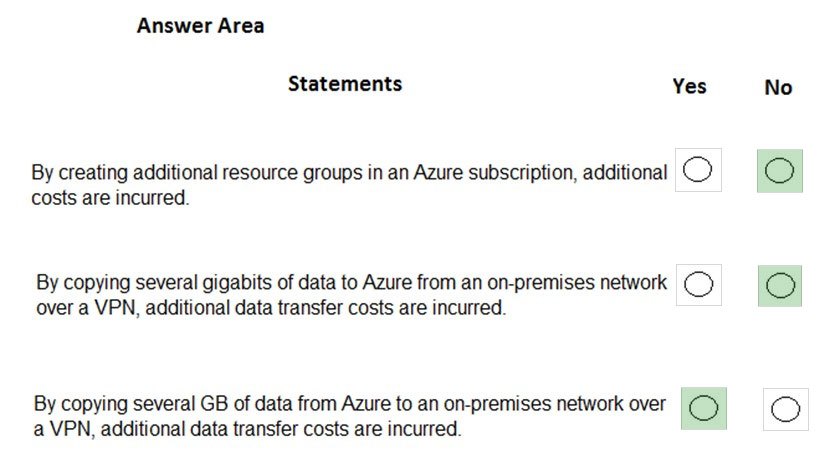 Answer Area
Statements Yes No
By creating additional resource groups in an Azure subscription, additional
costs are incurred.
By copying several gigabits of data to Azure from an on-premises network
over a VPN, additional data transfer costs are incurred.
By copying several GB of data from Azure to an on-premises network over
a VPN, additional data transfer costs are incurred.